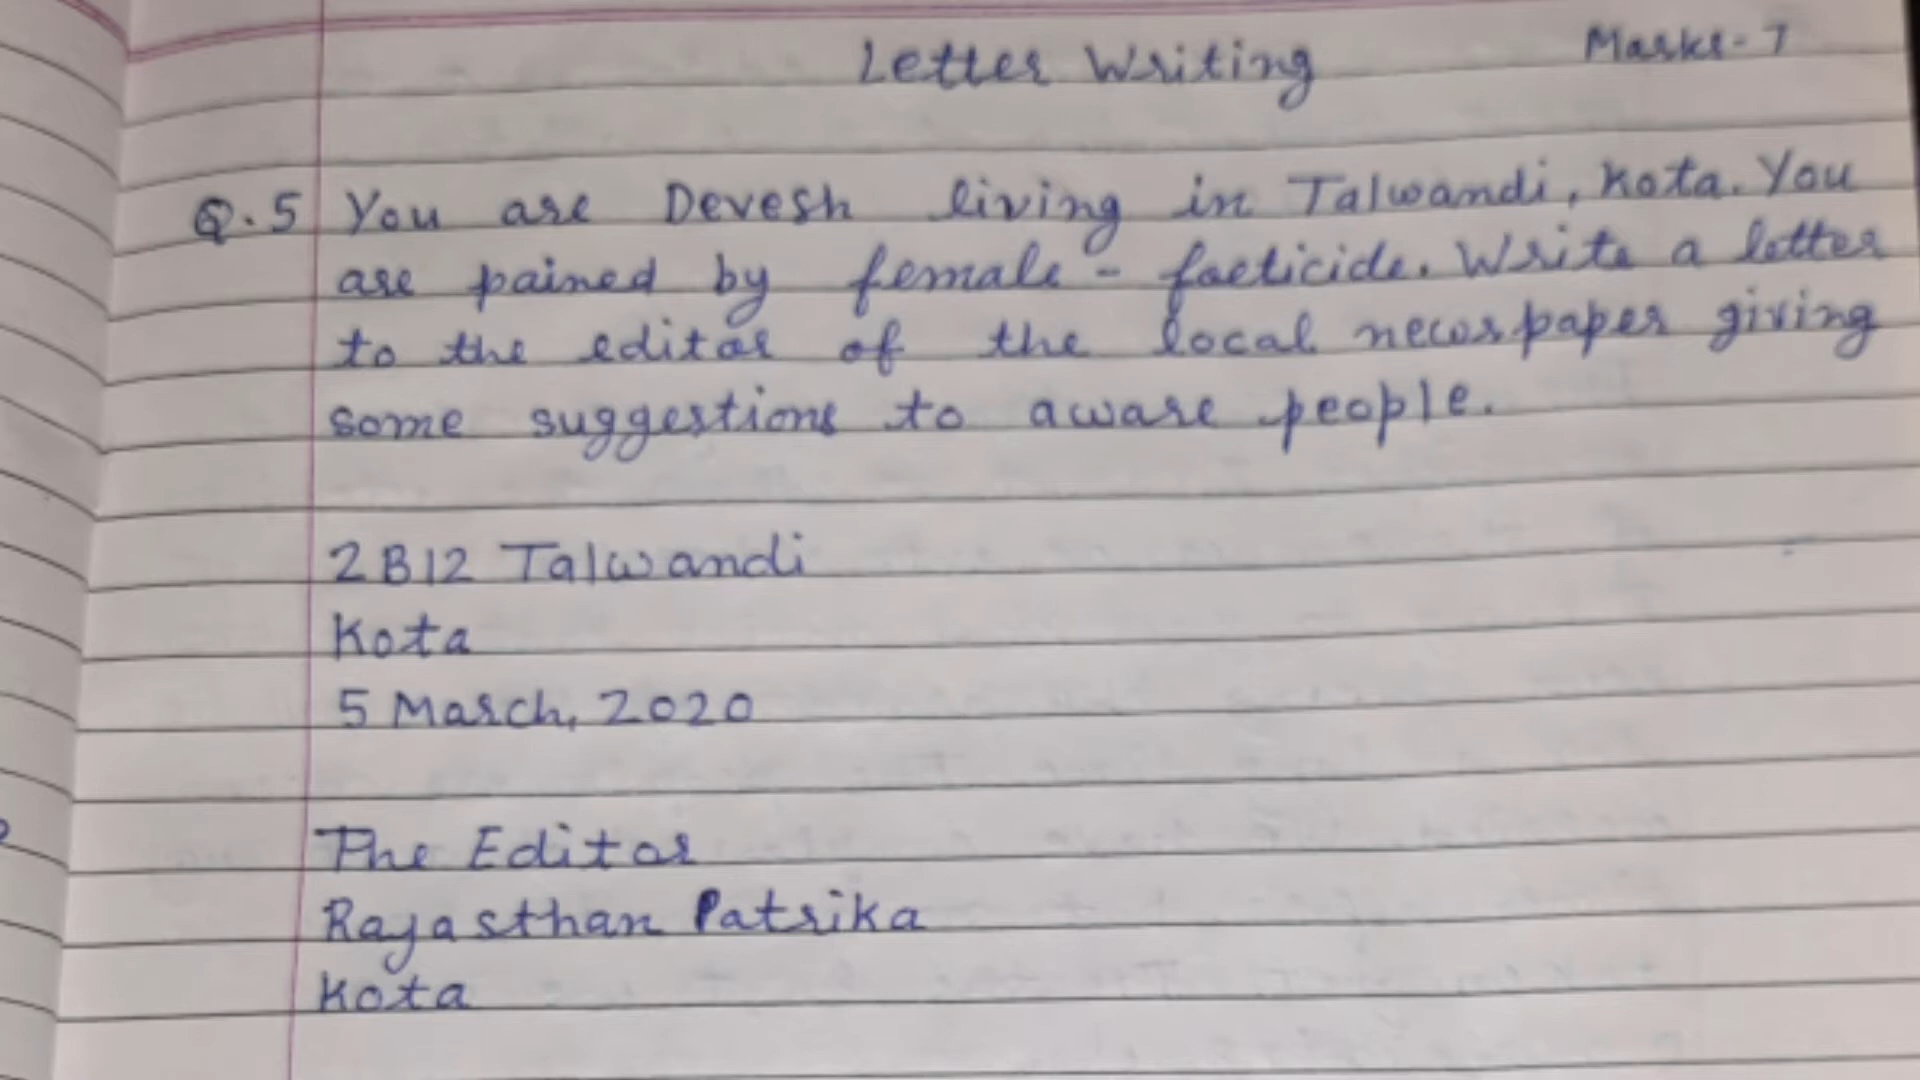 Letter Writing Marks-7
Q.5 You are Devesh living in Talwandi, Kota. You
are pained by female - foeticide. Write a letter
to the editor of the local newspaper giving
some suggestions to aware people.
2B12 Talwandi
Kota
5 March, 2020
The Editor
Rajasthan Patrika
Kota